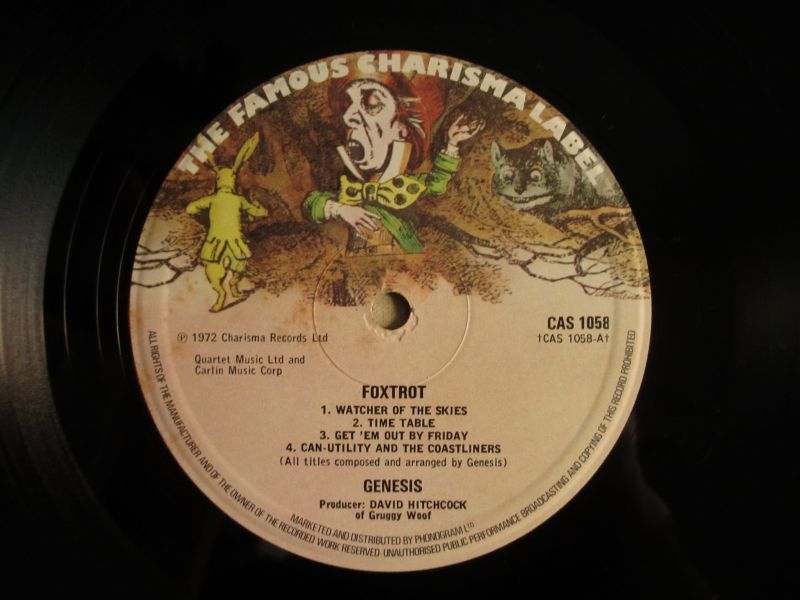 THE FAMOUS CHARISMA LABEL
℗ 1972 Charisma Records Ltd
Quartet Music Ltd and
Carlin Music Corp
CAS 1058
†CAS 1058-A†
FOXTROT
1. WATCHER OF THE SKIES
2. TIME TABLE
3. GET 'EM OUT BY FRIDAY
4. CAN-UTILITY AND THE COASTLINERS
(All titles composed and arranged by Genesis)
GENESIS
Producer: DAVID HITCHCOCK
of Gruggy Woof
MARKETED AND DISTRIBUTED BY PHONOGRAM LTD
ALL RIGHTS OF THE MANUFACTURER AND OF THE OWNER OF THE RECORDED WORK RESERVED·UNAUTHORISED PUBLIC PERFORMANCE BROADCASTING AND COPYING OF THIS RECORD PROHIBITED